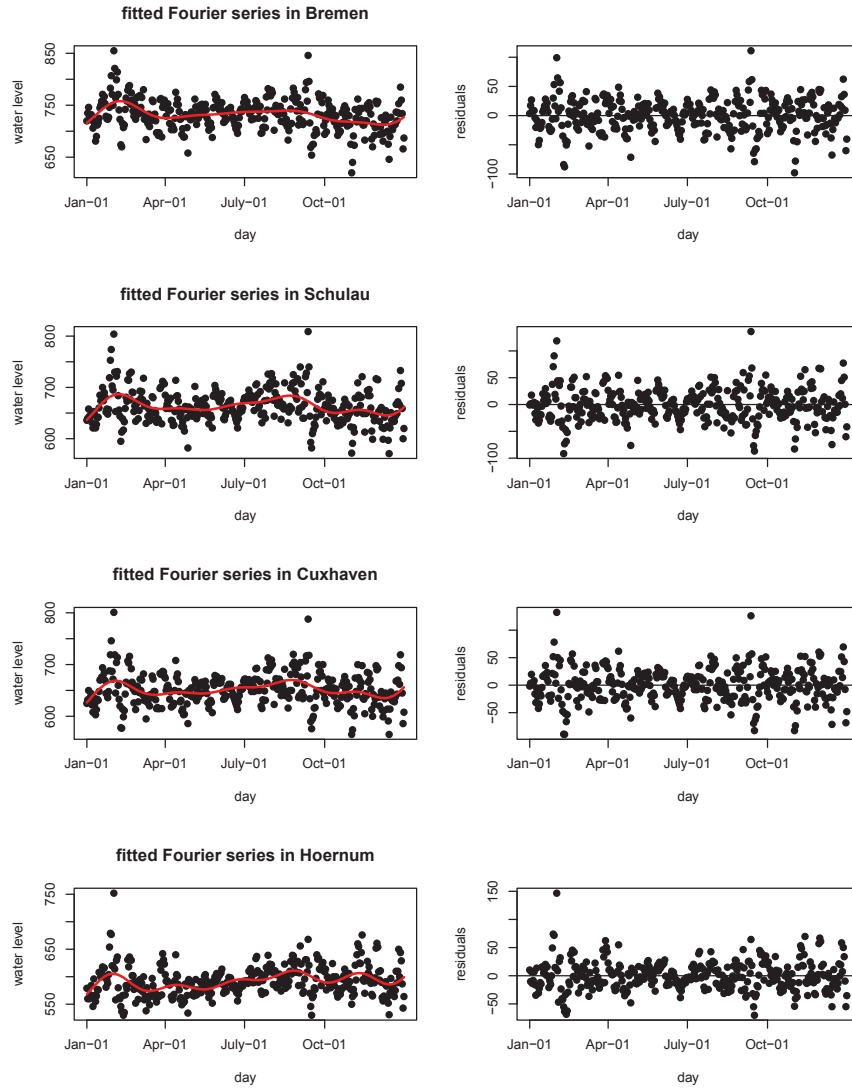 fitted Fourier series in Bremen
water level
650 750 850
Jan−01 Apr−01 July−01 Oct−01
day
residuals
−100 0 50
Jan−01 Apr−01 July−01 Oct−01
day
fitted Fourier series in Schulau
water level
600 700 800
Jan−01 Apr−01 July−01 Oct−01
day
residuals
−100 0 50
Jan−01 Apr−01 July−01 Oct−01
day
fitted Fourier series in Cuxhaven
water level
600 700 800
Jan−01 Apr−01 July−01 Oct−01
day
residuals
−50 0 50
Jan−01 Apr−01 July−01 Oct−01
day
fitted Fourier series in Hoernum
water level
550 650 750
Jan−01 Apr−01 July−01 Oct−01
day
residuals
−50 0 50 150
Jan−01 Apr−01 July−01 Oct−01
day